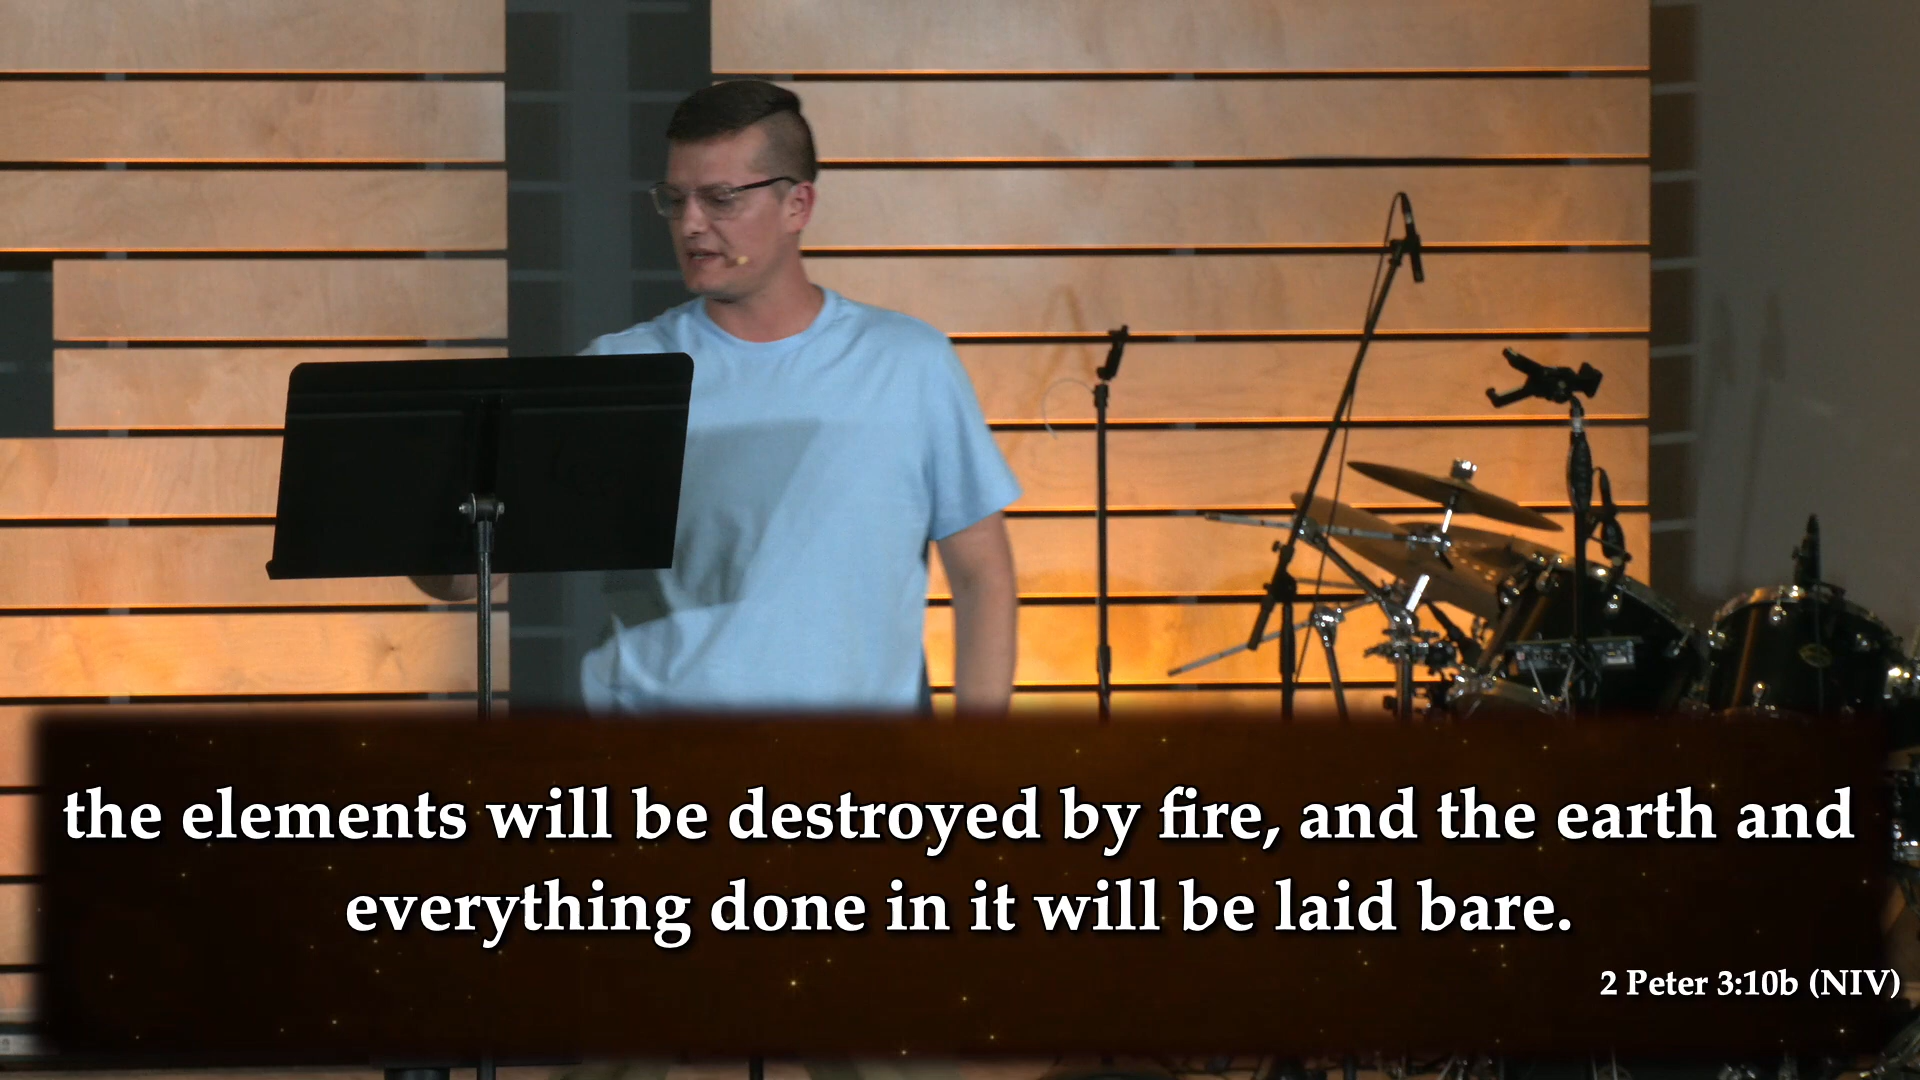 the elements will be destroyed by fire, and the earth and
everything done in it will be laid bare.
2 Peter 3:10b (NIV)